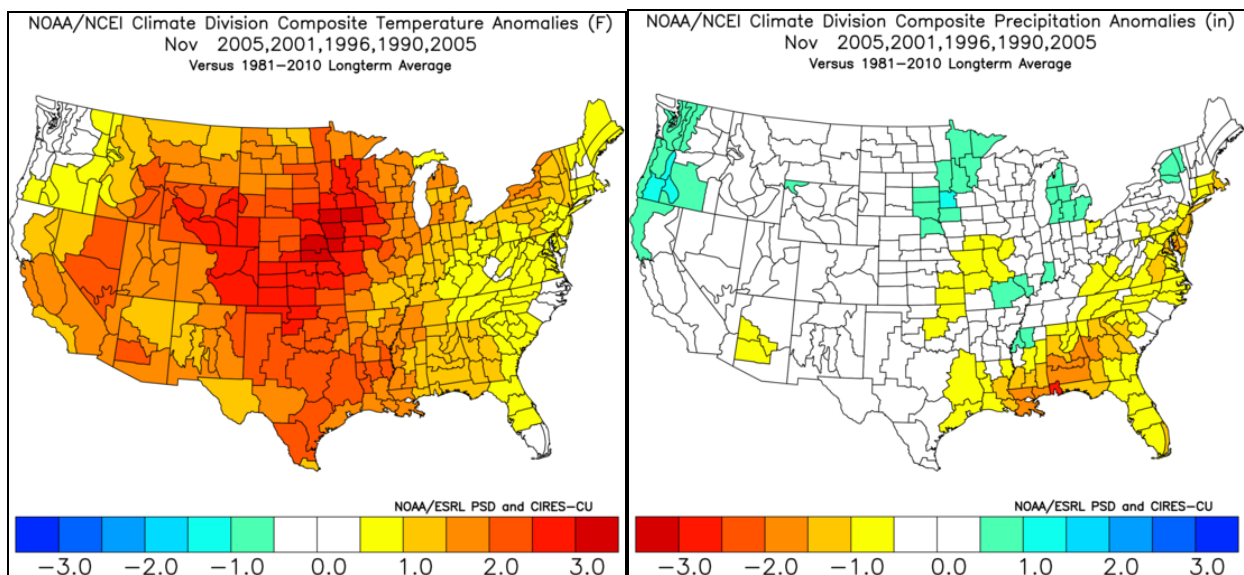 NOAA/NCEI Climate Division Composite Temperature Anomalies (F)
Nov 2005,2001,1996,1990,2005
Versus 1981−2010 Longterm Average
NOAA/ESRL PSD and CIRES−CU
−3.0 −2.0 −1.0 0.0 1.0 2.0 3.0
NOAA/NCEI Climate Division Composite Precipitation Anomalies (in)
Nov 2005,2001,1996,1990,2005
Versus 1981−2010 Longterm Average
NOAA/ESRL PSD and CIRES−CU
−3.0 −2.0 −1.0 0.0 1.0 2.0 3.0